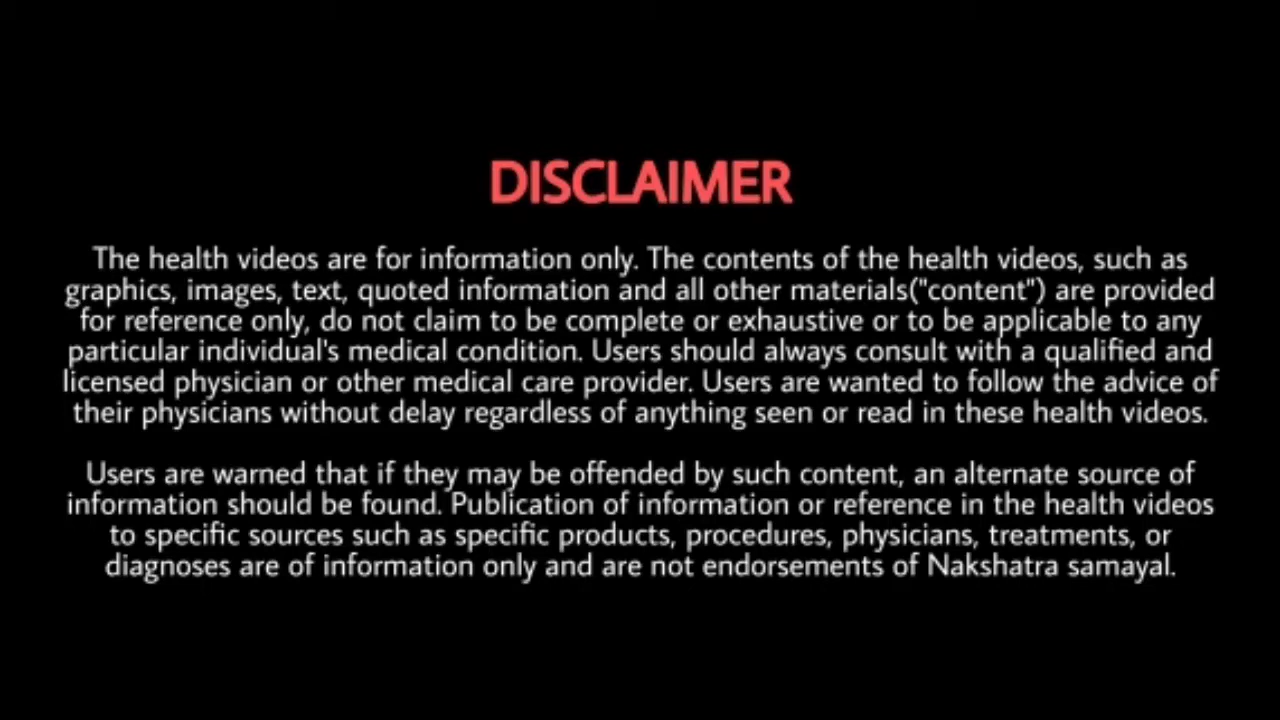 DISCLAIMER
The health videos are for information only. The contents of the health videos, such as
graphics, images, text, quoted information and all other materials("content") are provided
for reference only, do not claim to be complete or exhaustive or to be applicable to any
particular individual's medical condition. Users should always consult with a qualified and
licensed physician or other medical care provider. Users are wanted to follow the advice of
their physicians without delay regardless of anything seen or read in these health videos.
Users are warned that if they may be offended by such content, an alternate source of
information should be found. Publication of information or reference in the health videos
to specific sources such as specific products, procedures, physicians, treatments, or
diagnoses are of information only and are not endorsements of Nakshatra samayal.